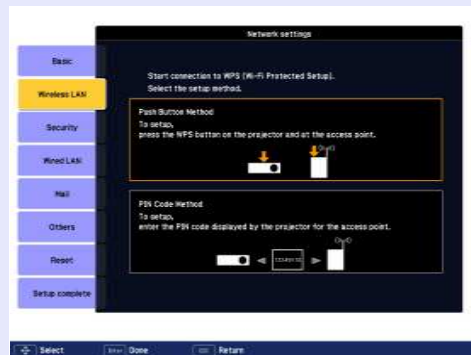 Network settings
Basic
Wireless LAN
Security
Wired LAN
Mail
Others
Reset
Setup complete
Start connection to WPS (Wi-Fi Protected Setup).
Select the setup method.
Push Button Method
To setup,
press the WPS button on the projector and at the access point.
PIN Code Method
To setup,
enter the PIN code displayed by the projector for the access point.
Select
Enter Done
Return